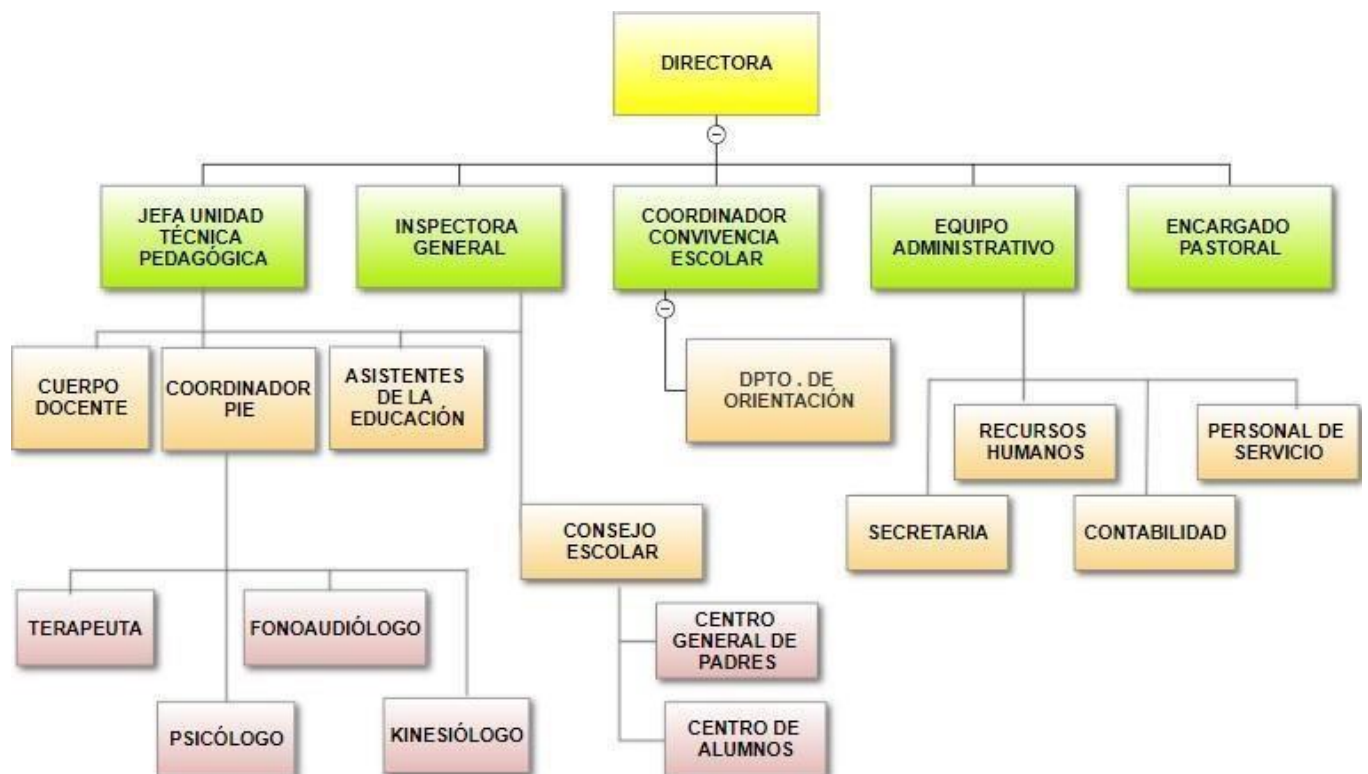 DIRECTORA
JEFA UNIDAD
TÉCNICA
PEDAGÓGICA
INSPECTORA
GENERAL
COORDINADOR
CONVIVENCIA
ESCOLAR
EQUIPO
ADMINISTRATIVO
ENCARGADO
PASTORAL
CUERPO
DOCENTE
COORDINADOR
PIE
ASISTENTES
DE LA
EDUCACIÓN
DPTO . DE
ORIENTACIÓN
RECURSOS
HUMANOS
PERSONAL DE
SERVICIO
SECRETARIA
CONTABILIDAD
CONSEJO
ESCOLAR
TERAPEUTA
FONOAUDIÓLOGO
CENTRO
GENERAL DE
PADRES
PSICÓLOGO
KINESIÓLOGO
CENTRO DE
ALUMNOS